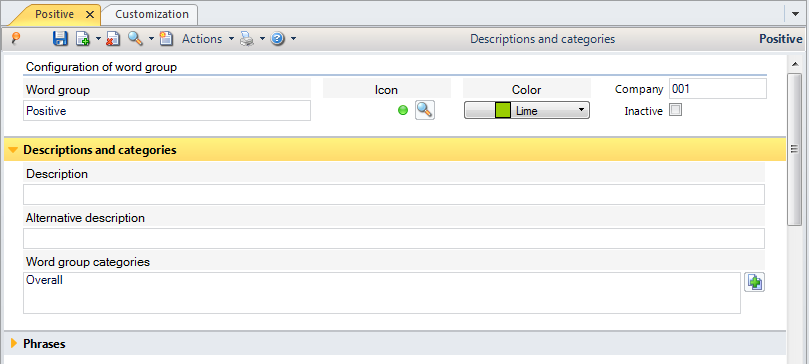 Positive Customization
Actions Descriptions and categories Positive
Configuration of word group
Word group Icon Color Company 001
Positive Lime Inactive
Descriptions and categories
Description
Alternative description
Word group categories
Overall
Phrases